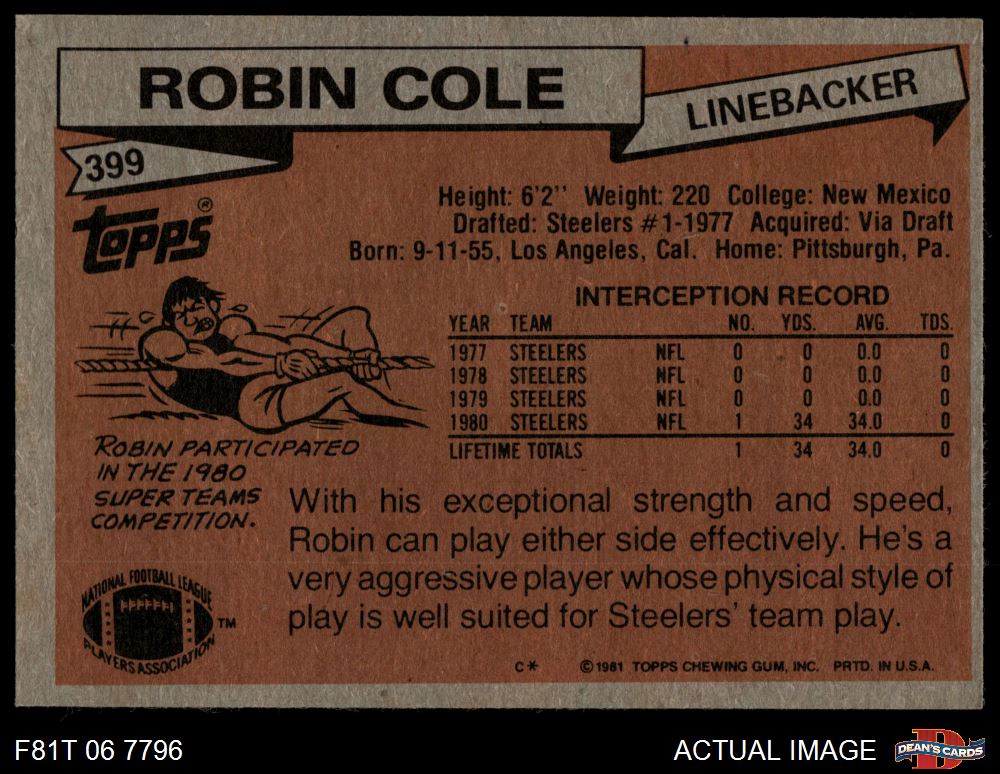 ROBIN COLE
LINEBACKER
399
TOPPS®
Height: 6'2'' Weight: 220 College: New Mexico
Drafted: Steelers #1-1977 Acquired: Via Draft
Born: 9-11-55, Los Angeles, Cal. Home: Pittsburgh, Pa.
INTERCEPTION RECORD
YEAR TEAM NO. YDS. AVG. TDS.
1977 STEELERS NFL 0 0 0.0 0
1978 STEELERS NFL 0 0 0.0 0
1979 STEELERS NFL 0 0 0.0 0
1980 STEELERS NFL 1 34 34.0 0
LIFETIME TOTALS 1 34 34.0 0
ROBIN PARTICIPATED
IN THE 1980
SUPER TEAMS
COMPETITION.
With his exceptional strength and speed,
Robin can play either side effectively. He's a
very aggressive player whose physical style of
play is well suited for Steelers' team play.
NATIONAL FOOTBALL LEAGUE
PLAYERS ASSOCIATION
TM
C* ©1981 TOPPS CHEWING GUM, INC. PRTD. IN U.S.A.
F81T 06 7796
ACTUAL IMAGE
D
DEAN'S CARDS